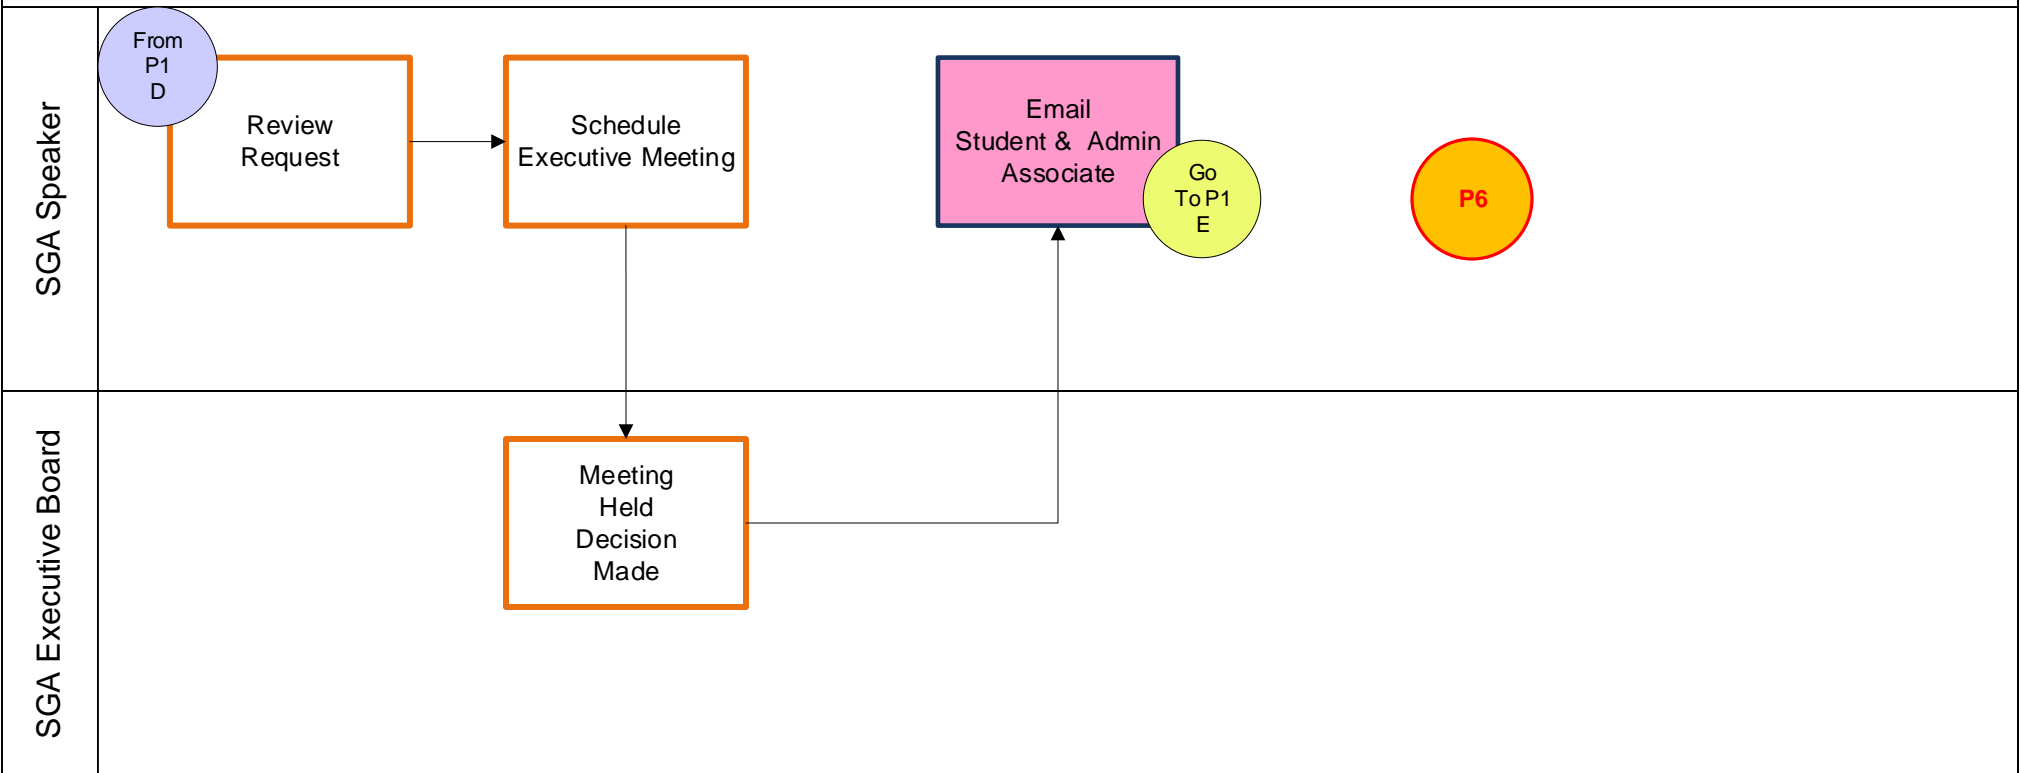 SGA Speaker
From
P1
D
Review
Request
Schedule
Executive Meeting
Email
Student & Admin
Associate
Go
To P1
E
P6
SGA Executive Board
Meeting
Held
Decision
Made